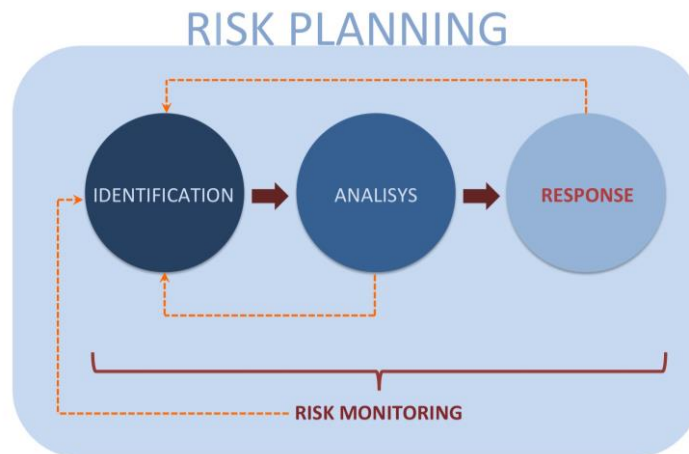 RISK PLANNING
IDENTIFICATION
ANALISYS
RESPONSE
RISK MONITORING